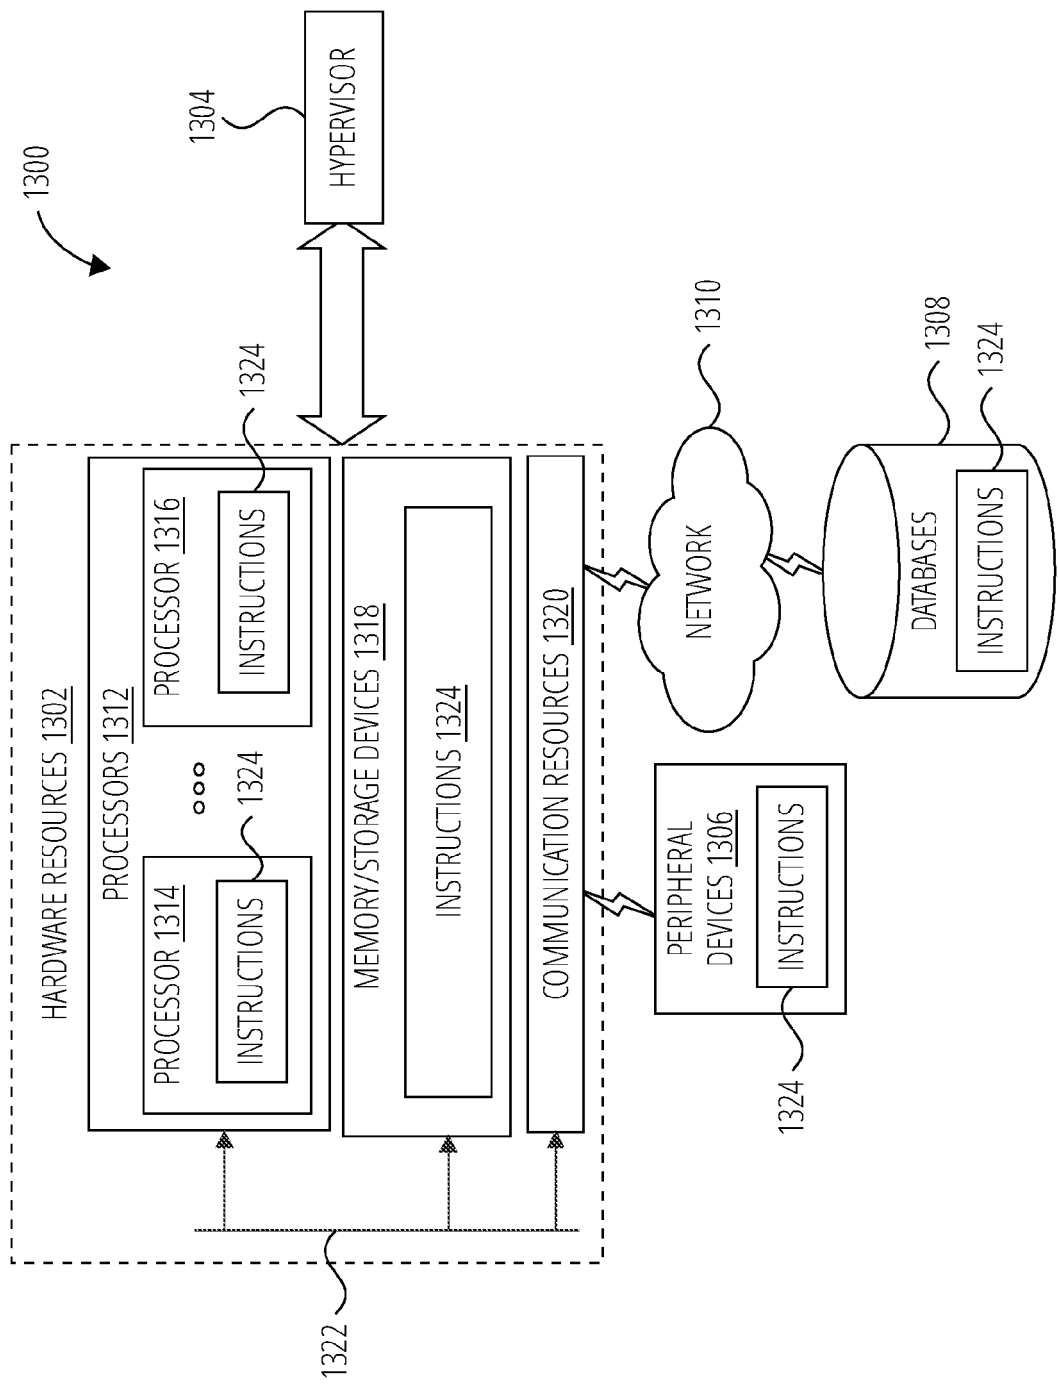 1300
1304
HYPERVISOR
HARDWARE RESOURCES 1302
PROCESSORS 1312
PROCESSOR 1314
INSTRUCTIONS
1324
PROCESSOR 1316
INSTRUCTIONS
1324
MEMORY/STORAGE DEVICES 1318
INSTRUCTIONS 1324
COMMUNICATION RESOURCES 1320
1322
PERIPHERAL
DEVICES 1306
INSTRUCTIONS
1324
NETWORK
1310
DATABASES
1308
INSTRUCTIONS
1324